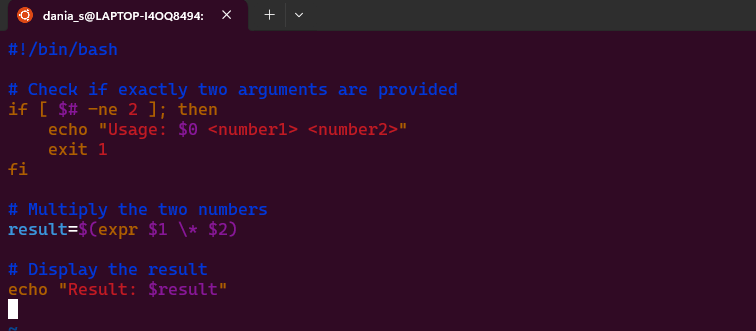 dania_s@LAPTOP-I4OQ8494:
#!/bin/bash
# Check if exactly two arguments are provided
if [ $# -ne 2 ]; then
    echo "Usage: $0 <number1> <number2>"
    exit 1
fi
# Multiply the two numbers
result=$(expr $1 \* $2)
# Display the result
echo "Result: $result"
~